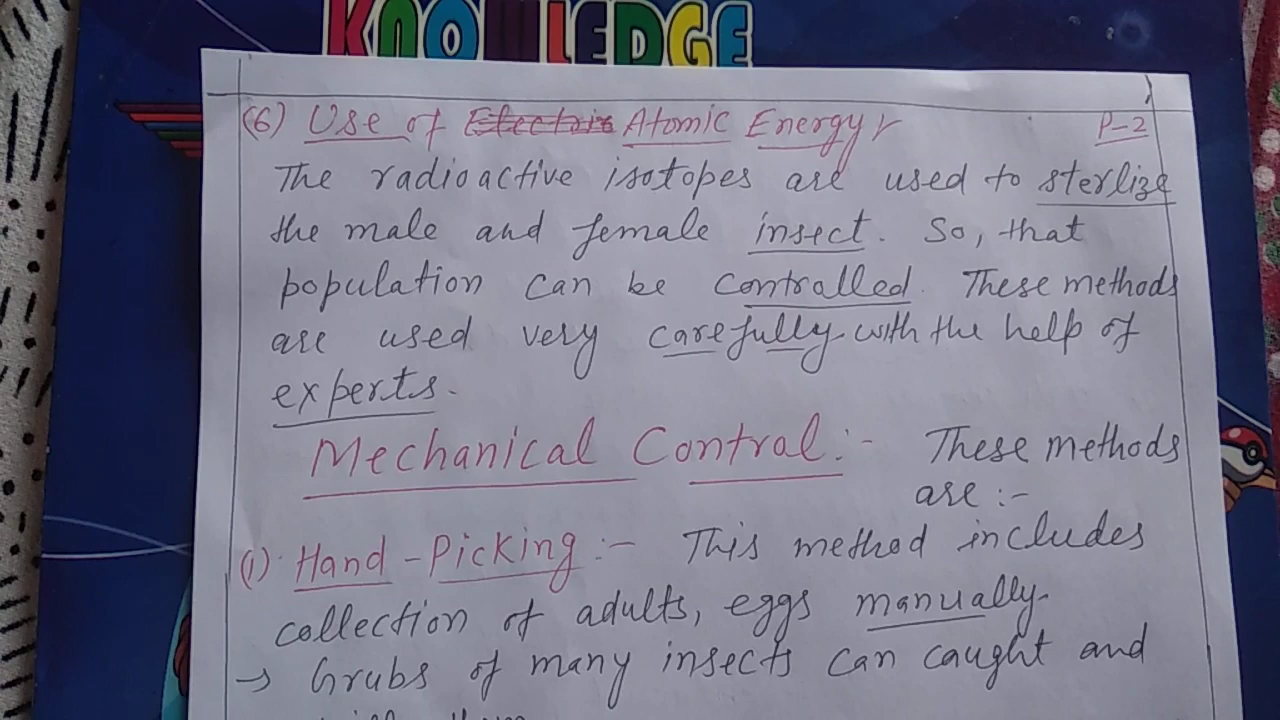 KNOWLEDGE
(6) Use of Electric Atomic Energy
P-2
The radioactive isotopes are used to sterlize
the male and female insect. So, that
population can be contralled. These methods
are used very carefully with the help of
experts.
Mechanical Contral :- These methods
are :-
(1) Hand-Picking :- This method includes
collection of adults, eggs manually.
→ Grubs of many insects can caught and